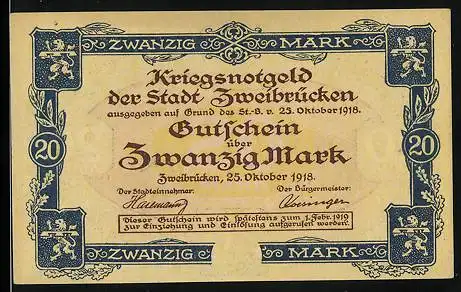 ZWANZIG MARK
Kriegsnotgeld
der Stadt Zweibrücken
ausgegeben auf Grund des St.-B. v. 25. Oktober 1918.
Gutschein
über
20 Zwanzig Mark 20
Zweibrücken, 25. Oktober 1918.
Der Stadteinnehmer: Der Bürgermeister:
Dieser Gutschein wird spätestens zum 1. Febr. 1919
zur Einziehung und Einlösung aufgerufen werden.
ZWANZIG MARK